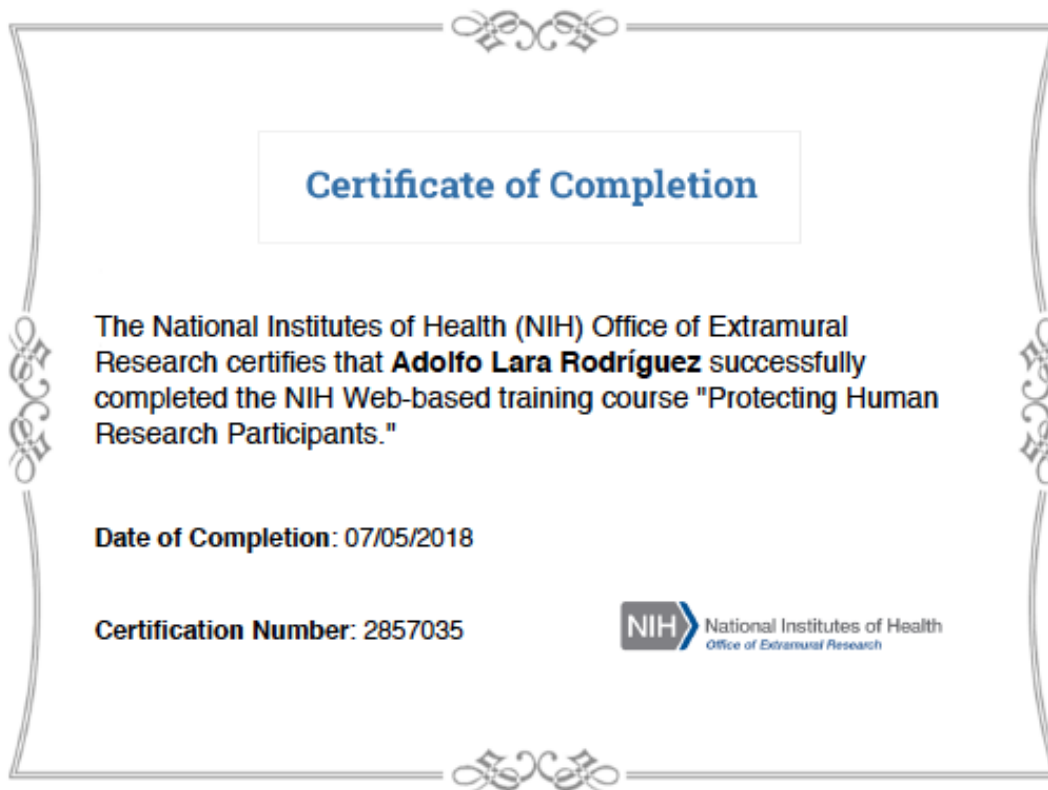 Certificate of Completion
The National Institutes of Health (NIH) Office of Extramural
Research certifies that Adolfo Lara Rodríguez successfully
completed the NIH Web-based training course "Protecting Human
Research Participants."
Date of Completion: 07/05/2018
Certification Number: 2857035
NIH National Institutes of Health
Office of Extramural Research